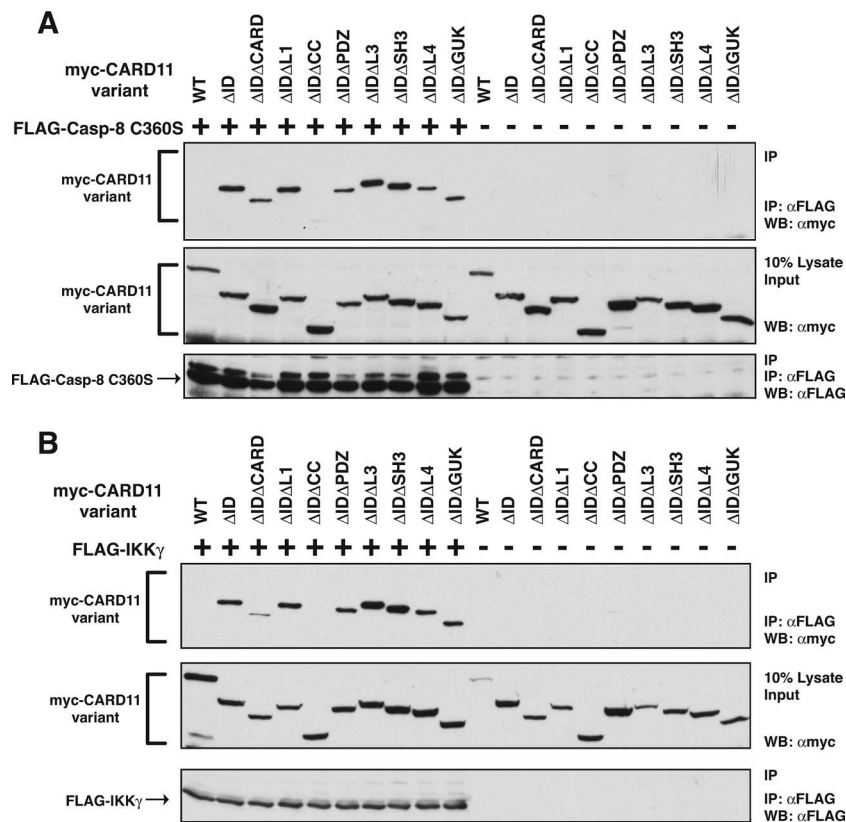 A
myc-CARD11
variant
WT ΔID ΔIDΔCARD ΔIDΔL1 ΔIDΔCC ΔIDΔPDZ ΔIDΔL3 ΔIDΔSH3 ΔIDΔL4 ΔIDΔGUK WT ΔID ΔIDΔCARD ΔIDΔL1 ΔIDΔCC ΔIDΔPDZ ΔIDΔL3 ΔIDΔSH3 ΔIDΔL4 ΔIDΔGUK
FLAG-Casp-8 C360S + + + + + + + + + + - - - - - - - - - -
myc-CARD11
variant
IP
IP: αFLAG
WB: αmyc
myc-CARD11
variant
10% Lysate
Input
WB: αmyc
FLAG-Casp-8 C360S →
IP
IP: αFLAG
WB: αFLAG
B
myc-CARD11
variant
WT ΔID ΔIDΔCARD ΔIDΔL1 ΔIDΔCC ΔIDΔPDZ ΔIDΔL3 ΔIDΔSH3 ΔIDΔL4 ΔIDΔGUK WT ΔID ΔIDΔCARD ΔIDΔL1 ΔIDΔCC ΔIDΔPDZ ΔIDΔL3 ΔIDΔSH3 ΔIDΔL4 ΔIDΔGUK
FLAG-IKKγ + + + + + + + + + + - - - - - - - - - -
myc-CARD11
variant
IP
IP: αFLAG
WB: αmyc
myc-CARD11
variant
10% Lysate
Input
WB: αmyc
FLAG-IKKγ →
IP
IP: αFLAG
WB: αFLAG